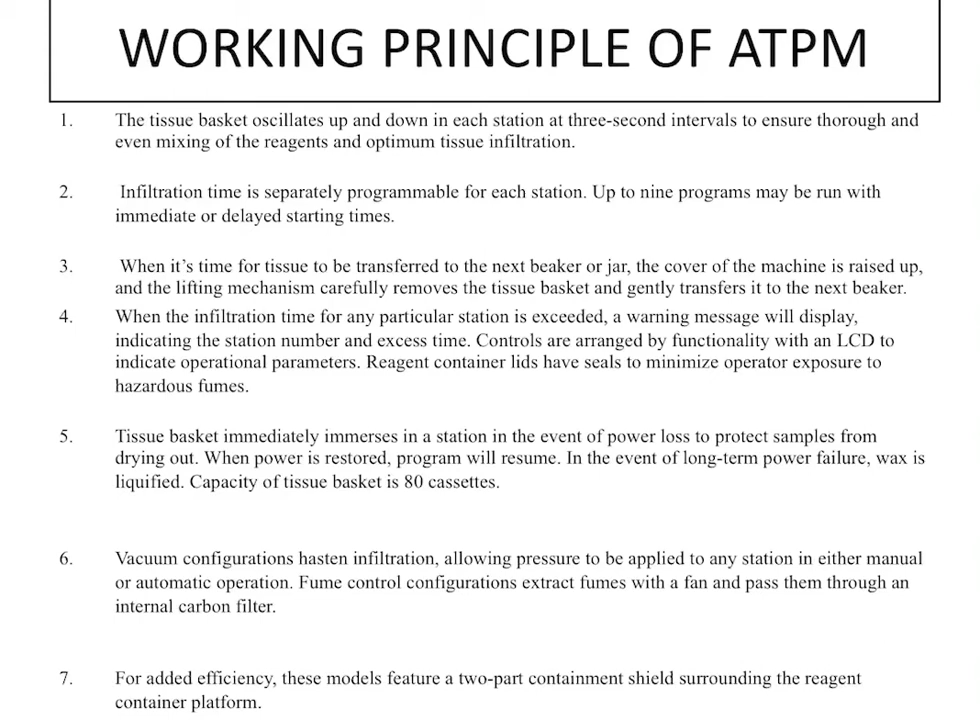 WORKING PRINCIPLE OF ATPM
1. The tissue basket oscillates up and down in each station at three-second intervals to ensure thorough and
even mixing of the reagents and optimum tissue infiltration.
2. Infiltration time is separately programmable for each station. Up to nine programs may be run with
immediate or delayed starting times.
3. When it’s time for tissue to be transferred to the next beaker or jar, the cover of the machine is raised up,
and the lifting mechanism carefully removes the tissue basket and gently transfers it to the next beaker.
4. When the infiltration time for any particular station is exceeded, a warning message will display,
indicating the station number and excess time. Controls are arranged by functionality with an LCD to
indicate operational parameters. Reagent container lids have seals to minimize operator exposure to
hazardous fumes.
5. Tissue basket immediately immerses in a station in the event of power loss to protect samples from
drying out. When power is restored, program will resume. In the event of long-term power failure, wax is
liquified. Capacity of tissue basket is 80 cassettes.
6. Vacuum configurations hasten infiltration, allowing pressure to be applied to any station in either manual
or automatic operation. Fume control configurations extract fumes with a fan and pass them through an
internal carbon filter.
7. For added efficiency, these models feature a two-part containment shield surrounding the reagent
container platform.